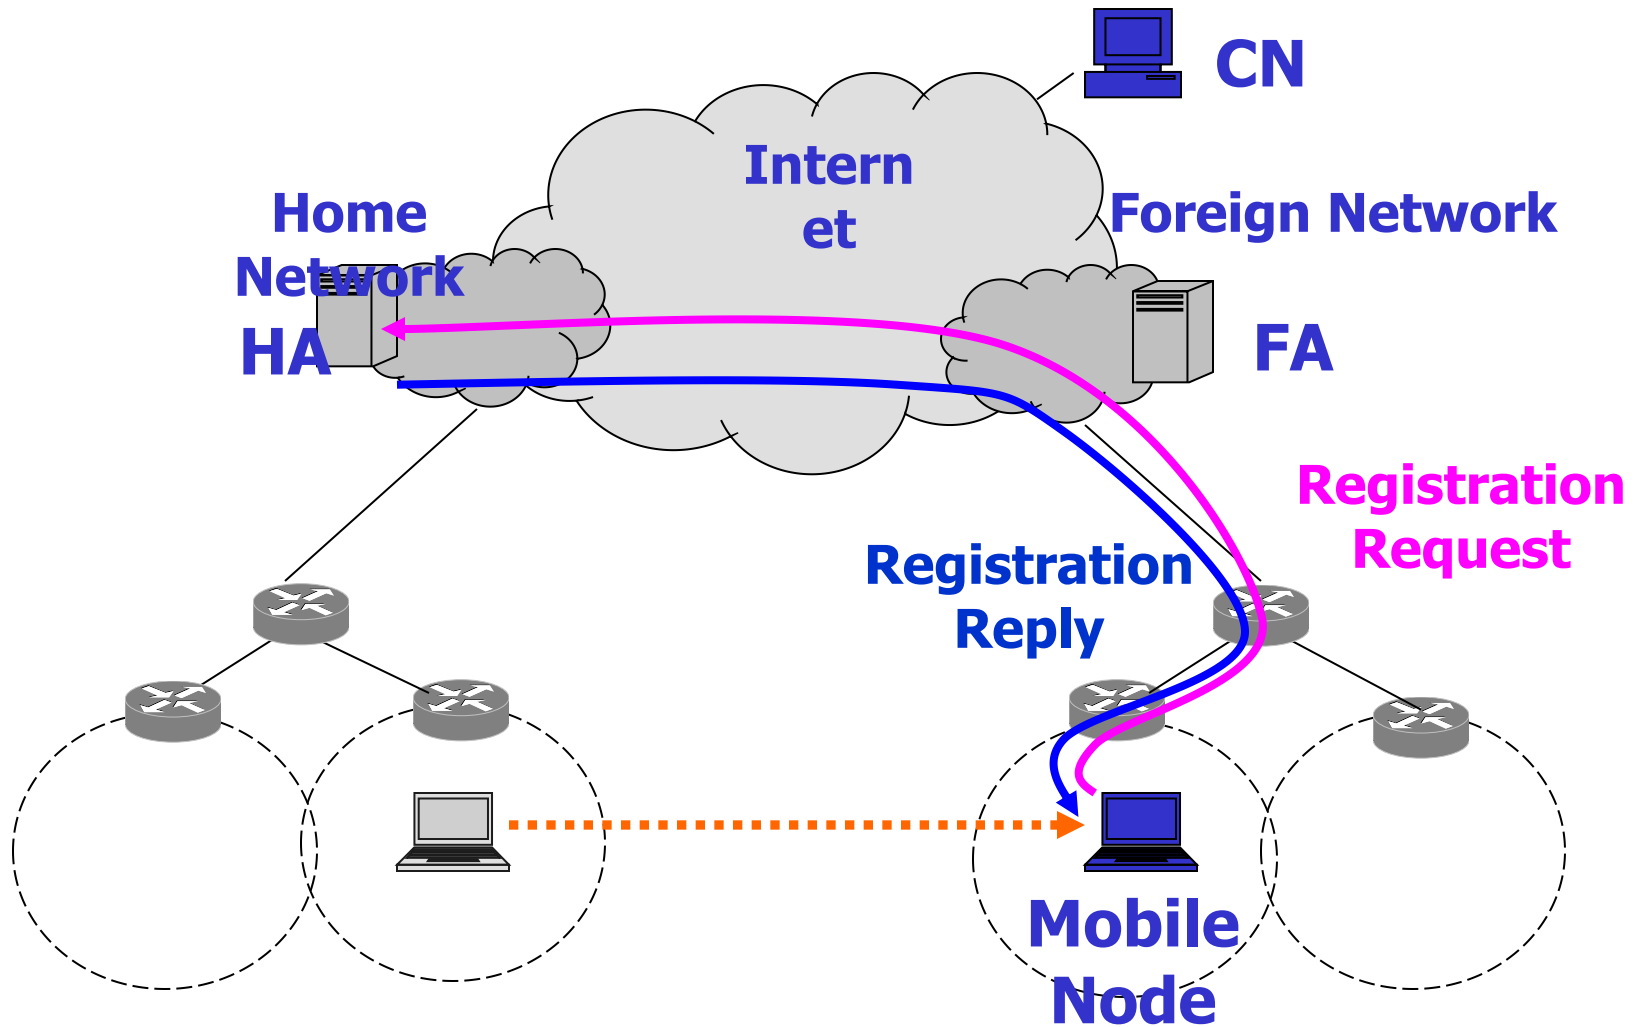 CN
Intern
et
Home
Network
Foreign Network
HA
FA
Registration
Request
Registration
Reply
Mobile
Node